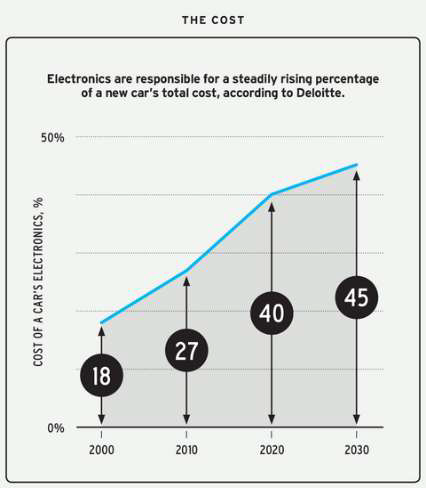 THE COST
Electronics are responsible for a steadily rising percentage
of a new car's total cost, according to Deloitte.
50%
COST OF A CAR'S ELECTRONICS, %
18
27
40
45
0%
2000
2010
2020
2030